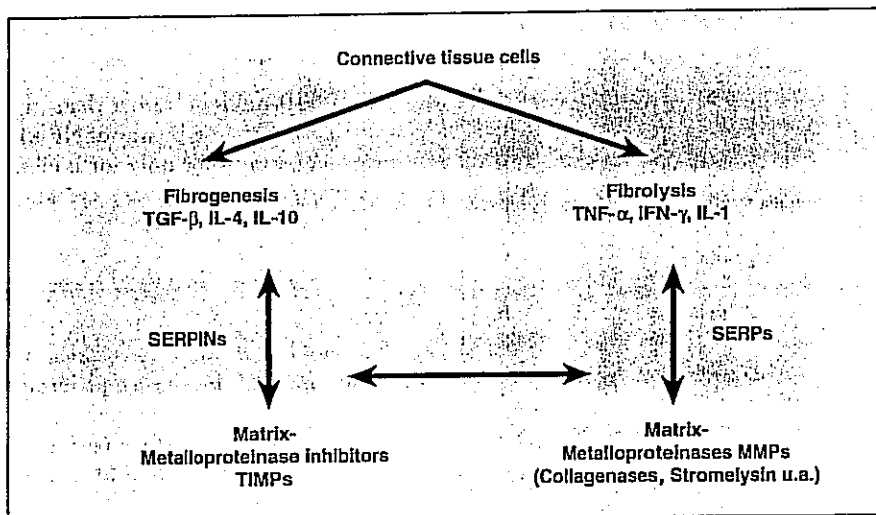 Connective tissue cells
Fibrogenesis
TGF-β, IL-4, IL-10
Fibrolysis
TNF-α, IFN-γ, IL-1
SERPINs
SERPs
Matrix-
Metalloproteinase inhibitors
TIMPs
Matrix-
Metalloproteinases MMPs
(Collagenases, Stromelysin u.a.)